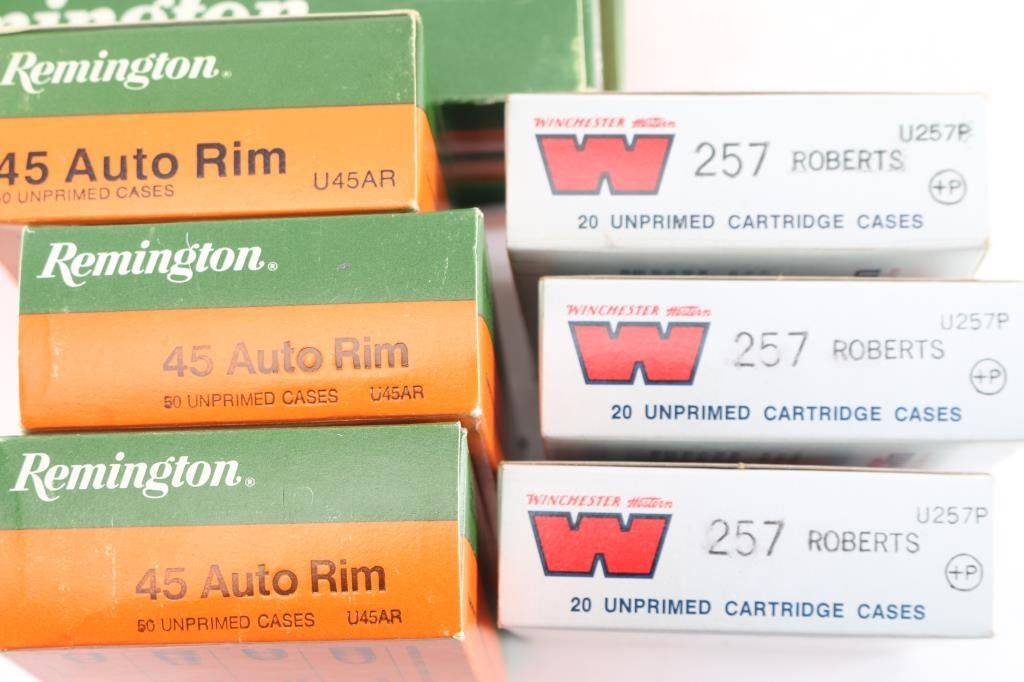 Remington
Remington®
45 Auto Rim
50 UNPRIMED CASES
U45AR
Remington®
45 Auto Rim
50 UNPRIMED CASES U45AR
Remington®
45 Auto Rim
50 UNPRIMED CASES U45AR
WINCHESTER Western
W 257 ROBERTS
U257P
+P
20 UNPRIMED CARTRIDGE CASES
WINCHESTER Western
W 257 ROBERTS
U257P
+P
20 UNPRIMED CARTRIDGE CASES
WINCHESTER Western
W 257 ROBERTS
U257P
+P
20 UNPRIMED CARTRIDGE CASES